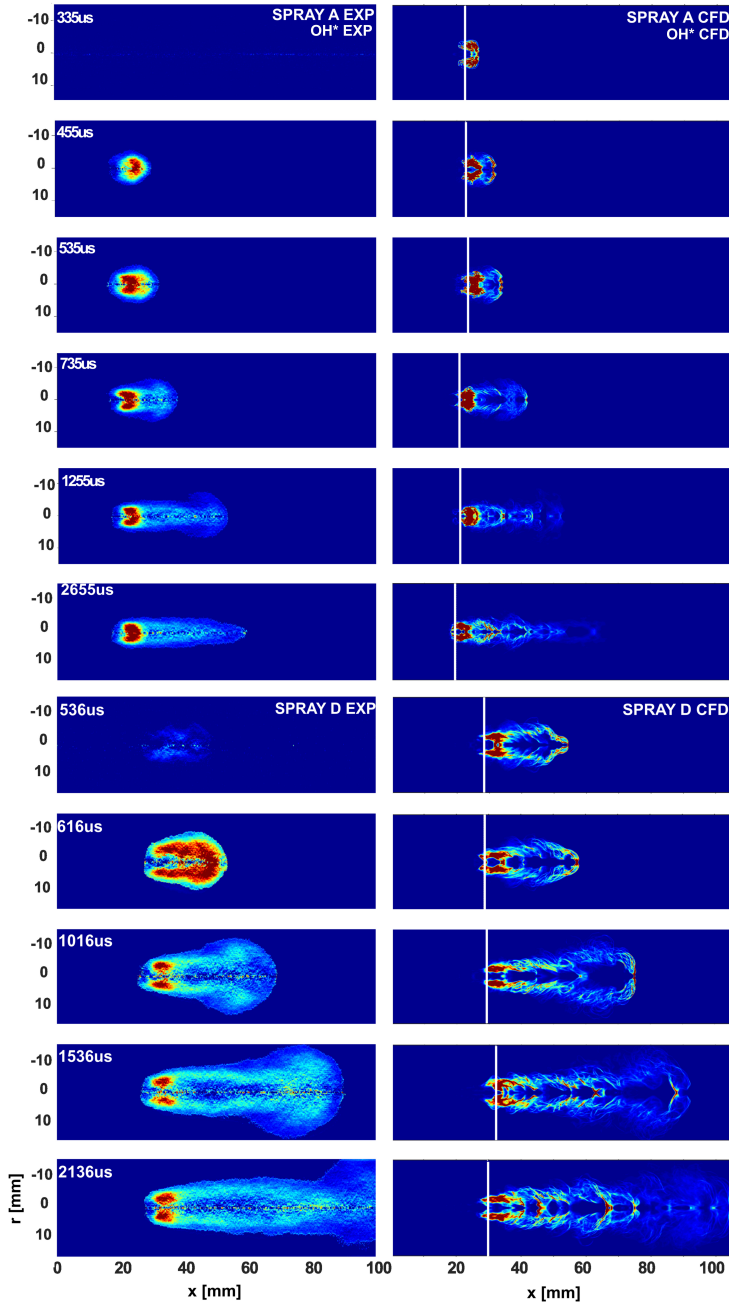 335us SPRAY A EXP SPRAY A CFD
OH* EXP OH* CFD
-10
0
10
455us
-10
0
10
535us
-10
0
10
735us
-10
0
10
1255us
-10
0
10
2655us
-10
0
10
536us SPRAY D EXP SPRAY D CFD
-10
0
10
616us
-10
0
10
1016us
-10
0
10
1536us
-10
0
10
2136us
-10
0
10
r [mm]
0 20 40 60 80 100 0 20 40 60 80 100
x [mm] x [mm]